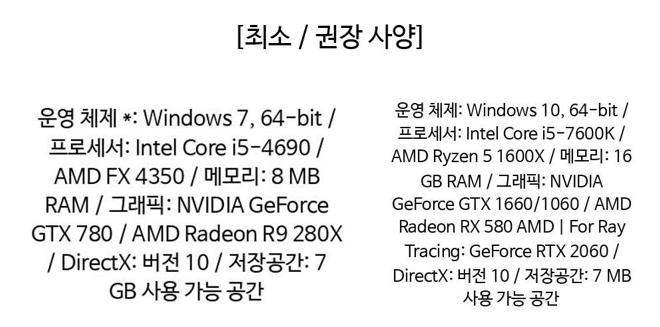 [최소 / 권장 사양]
운영 체제 *: Windows 7, 64-bit /
프로세서: Intel Core i5-4690 /
AMD FX 4350 / 메모리: 8 MB
RAM / 그래픽: NVIDIA GeForce
GTX 780 / AMD Radeon R9 280X
/ DirectX: 버전 10 / 저장공간: 7
GB 사용 가능 공간
운영 체제: Windows 10, 64-bit /
프로세서: Intel Core i5-7600K /
AMD Ryzen 5 1600X / 메모리: 16
GB RAM / 그래픽: NVIDIA
GeForce GTX 1660/1060 / AMD
Radeon RX 580 AMD | For Ray
Tracing: GeForce RTX 2060 /
DirectX: 버전 10 / 저장공간: 7 MB
사용 가능 공간